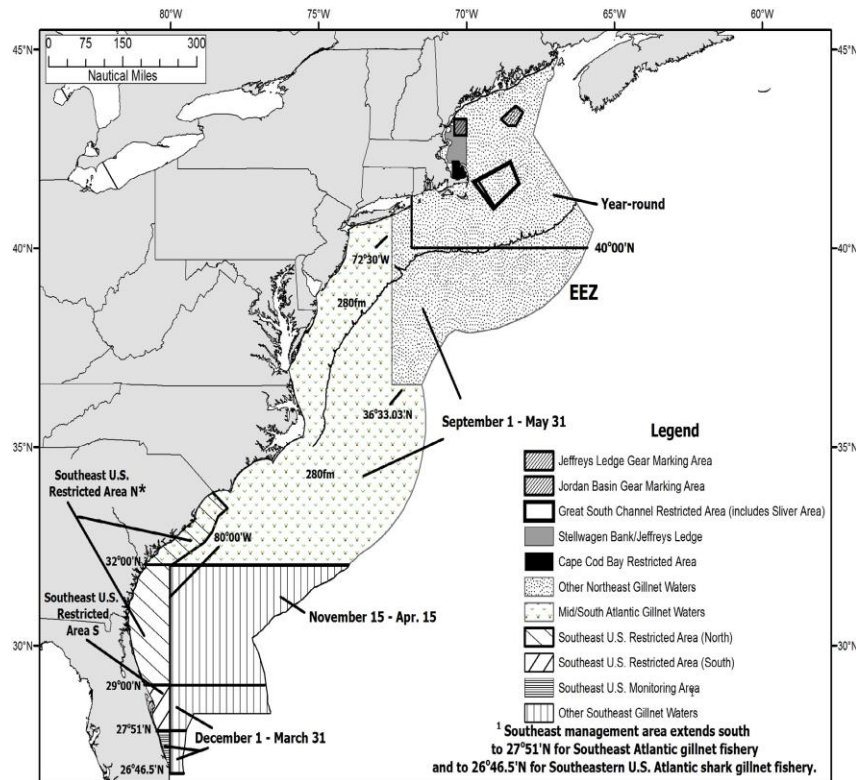 80°W 75°W 70°W 65°W 60°W
45°N 45°N
0 75 150 300
Nautical Miles
Year-round
40°N
40°00'N
72°30'W
280fm
EEZ
36°33.03'N
September 1 - May 31
35°N
280fm
Southeast U.S.
Restricted Area N*
80°00'W
32°00'N
Southeast U.S.
Restricted
Area S
November 15 - Apr. 15
30°N 30°N
29°00'N
27°51'N
December 1 - March 31
26°46.5'N
Legend
Jeffreys Ledge Gear Marking Area
Jordan Basin Gear Marking Area
Great South Channel Restricted Area (includes Sliver Area)
Stellwagen Bank/Jeffreys Ledge
Cape Cod Bay Restricted Area
Other Northeast Gillnet Waters
Mid/South Atlantic Gillnet Waters
Southeast U.S. Restricted Area (North)
Southeast U.S. Restricted Area (South)
Southeast U.S. Monitoring Area
Other Southeast Gillnet Waters
1 Southeast management area extends south
to 27°51'N for Southeast Atlantic gillnet fishery
and to 26°46.5'N for Southeastern U.S. Atlantic shark gillnet fishery.